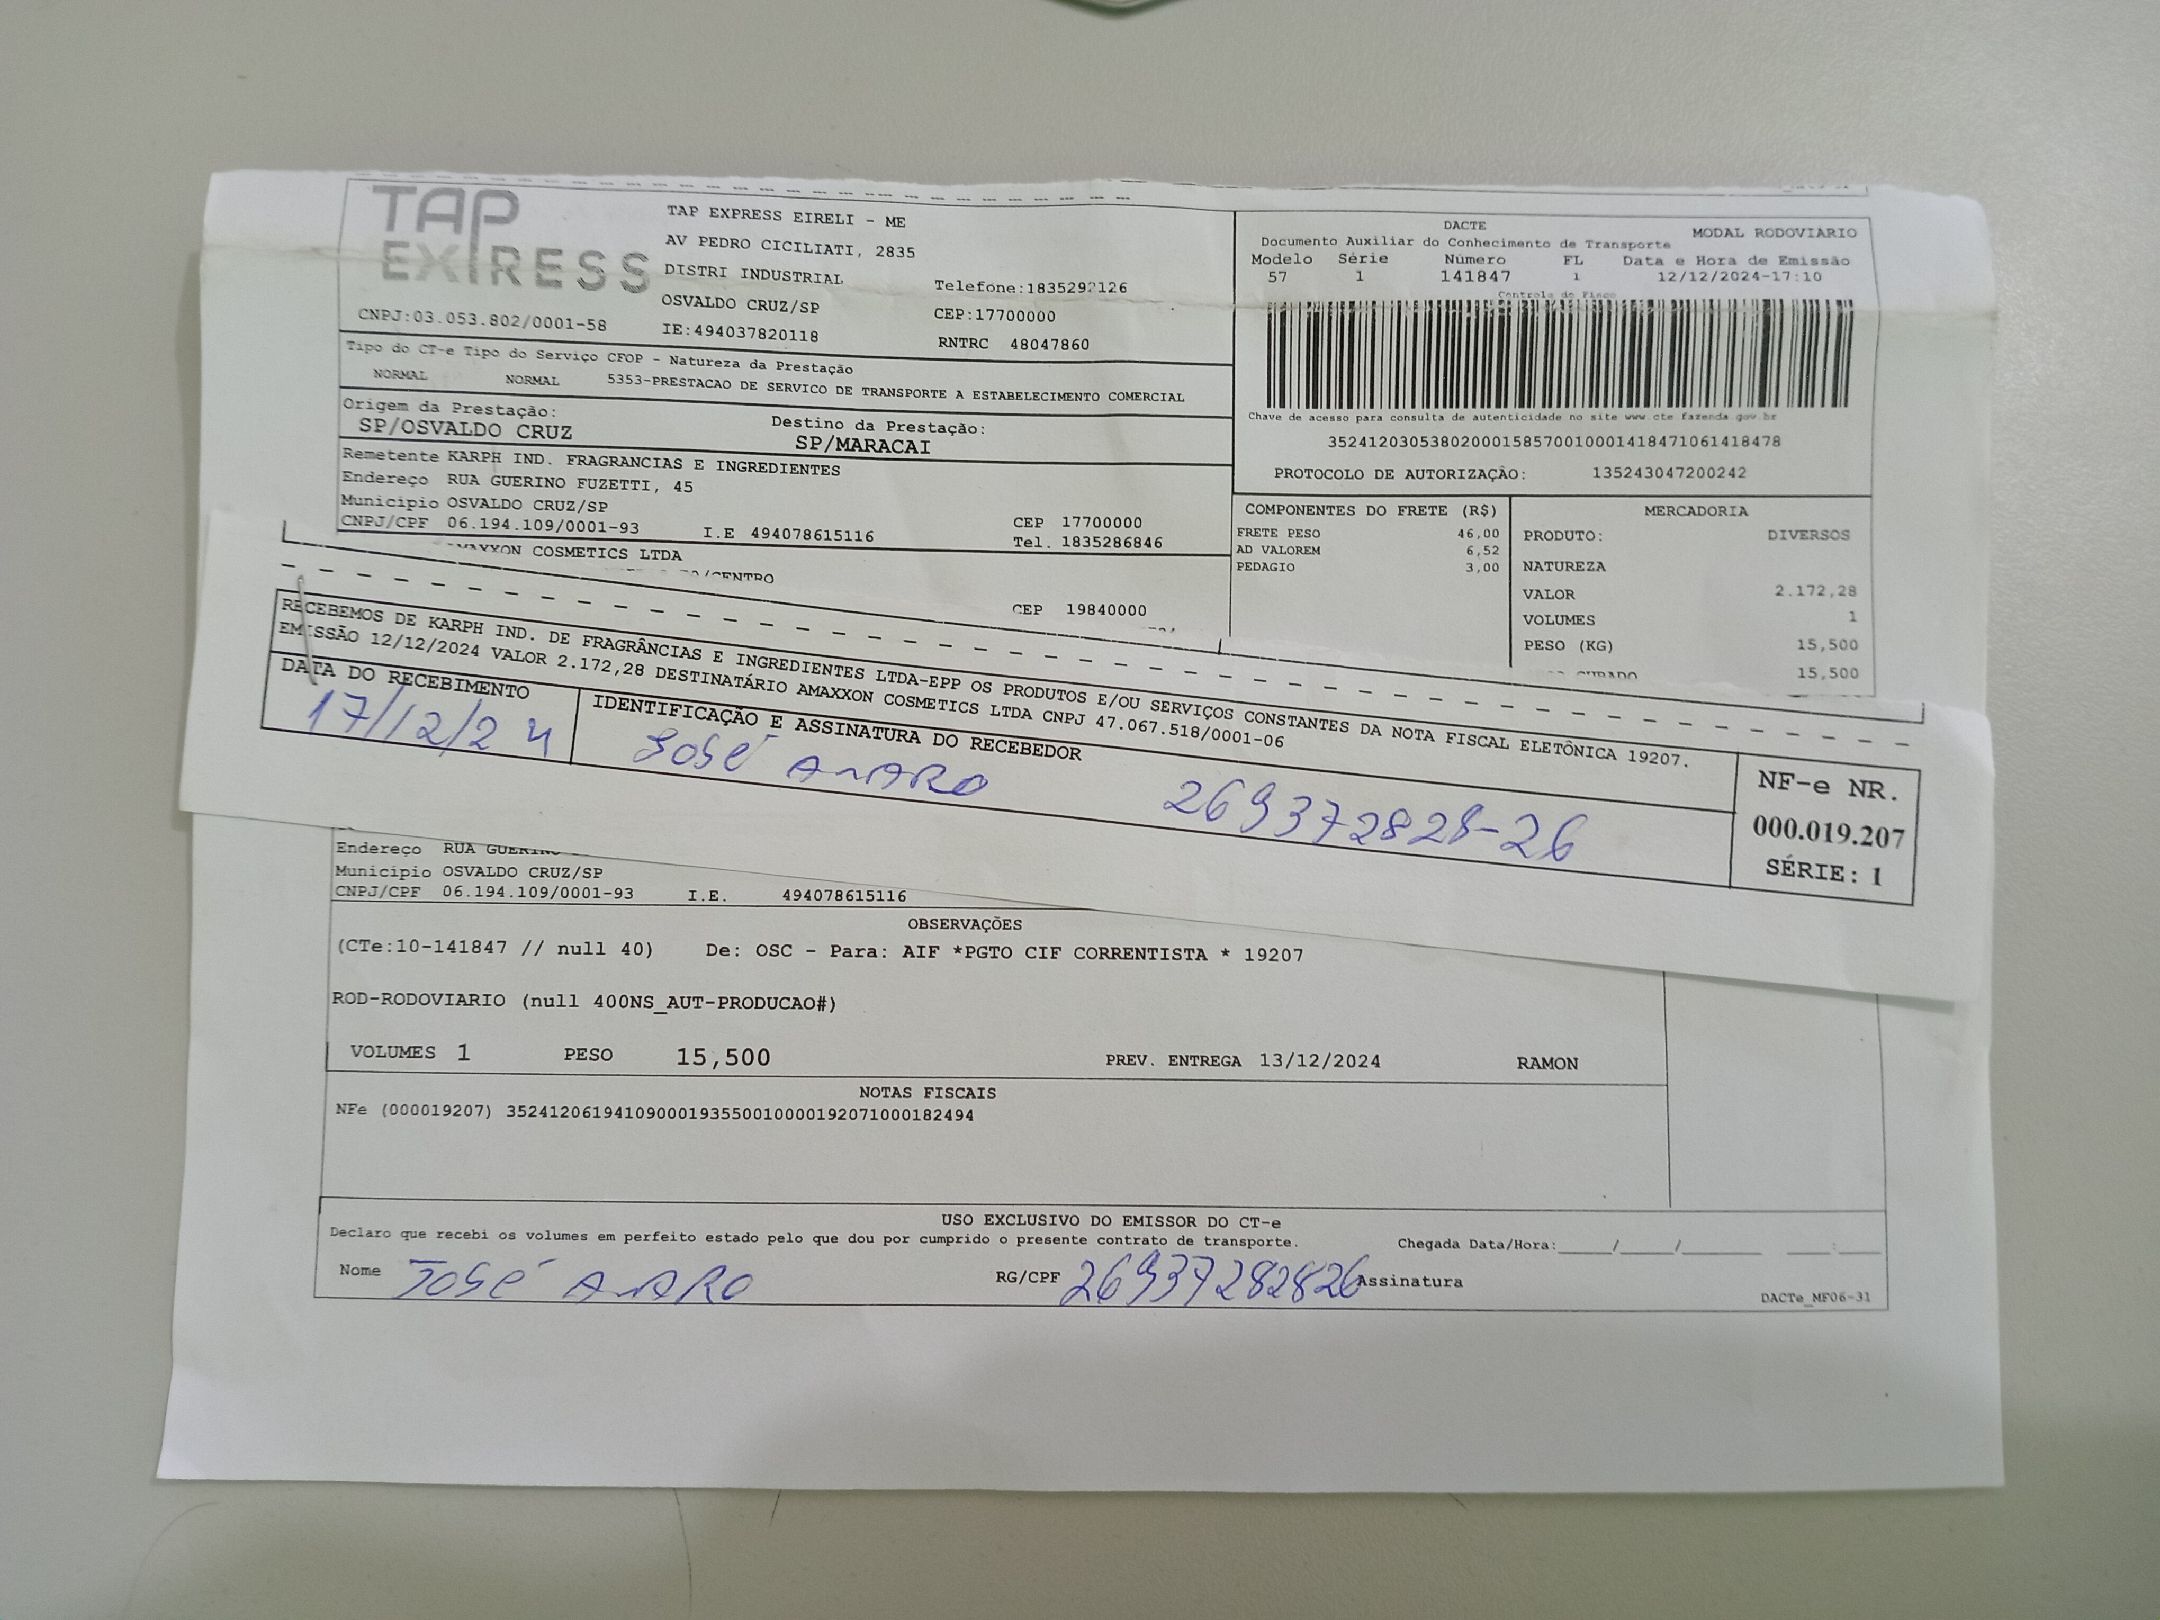 TAP EXPRESS
TAP EXPRESS EIRELI - ME
AV PEDRO CICILIATI, 2835
DISTRI INDUSTRIAL
Telefone:1835292126
OSVALDO CRUZ/SP
CEP:17700000
CNPJ:03.053.802/0001-58
IE:494037820118
RNTRC 48047860
DACTE
MODAL RODOVIARIO
Documento Auxiliar do Conhecimento de Transporte
Modelo Série Número FL Data e Hora de Emissão
57 1 141847 1 12/12/2024-17:10
Controle do Fisco
Chave de acesso para consulta de autenticidade no site www.cte fazenda.gov.br
35241203053802000158570010001418471061418478
PROTOCOLO DE AUTORIZAÇÃO: 135243047200242
Tipo do CT-e Tipo do Serviço CFOP - Natureza da Prestação
NORMAL NORMAL 5353-PRESTACAO DE SERVICO DE TRANSPORTE A ESTABELECIMENTO COMERCIAL
Origem da Prestação: Destino da Prestação:
SP/OSVALDO CRUZ SP/MARACAI
Remetente KARPH IND. FRAGRANCIAS E INGREDIENTES
Endereço RUA GUERINO FUZETTI, 45
Municipio OSVALDO CRUZ/SP
CEP 17700000
CNPJ/CPF 06.194.109/0001-93 I.E 494078615116
Tel. 1835286846
COSMETICS LTDA
/CENTRO
CEP 19840000
COMPONENTES DO FRETE (R$)
FRETE PESO 46,00
AD VALOREM 6,52
PEDAGIO 3,00
MERCADORIA
PRODUTO: DIVERSOS
NATUREZA
VALOR 2.172,28
VOLUMES 1
PESO (KG) 15,500
15,500
RECEBEMOS DE KARPH IND. DE FRAGRÂNCIAS E INGREDIENTES LTDA-EPP OS PRODUTOS E/OU SERVIÇOS CONSTANTES DA NOTA FISCAL ELETÔNICA 19207.
EMISSÃO 12/12/2024 VALOR 2.172,28 DESTINATÁRIO AMAXXON COSMETICS LTDA CNPJ 47.067.518/0001-06
DATA DO RECEBIMENTO
17/12/24
IDENTIFICAÇÃO E ASSINATURA DO RECEBEDOR
JOSÉ AMARO 269372828-26
NF-e NR.
000.019.207
SÉRIE: 1
Endereço RUA
Municipio OSVALDO CRUZ/SP
CNPJ/CPF 06.194.109/0001-93 I.E. 494078615116
OBSERVAÇÕES
(CTe:10-141847 // null 40) De: OSC - Para: AIF *PGTO CIF CORRENTISTA * 19207
ROD-RODOVIARIO (null 400NS_AUT-PRODUCAO#)
VOLUMES 1 PESO 15,500 PREV. ENTREGA 13/12/2024 RAMON
NOTAS FISCAIS
NFe (000019207) 35241206194109000193550010000192071000182494
USO EXCLUSIVO DO EMISSOR DO CT-e
Declaro que recebi os volumes em perfeito estado pelo que dou por cumprido o presente contrato de transporte. Chegada Data/Hora:_____/_____/_______ ____:____
Nome JOSÉ AMARO RG/CPF 26937282826 Assinatura
DACTe_MF06-31